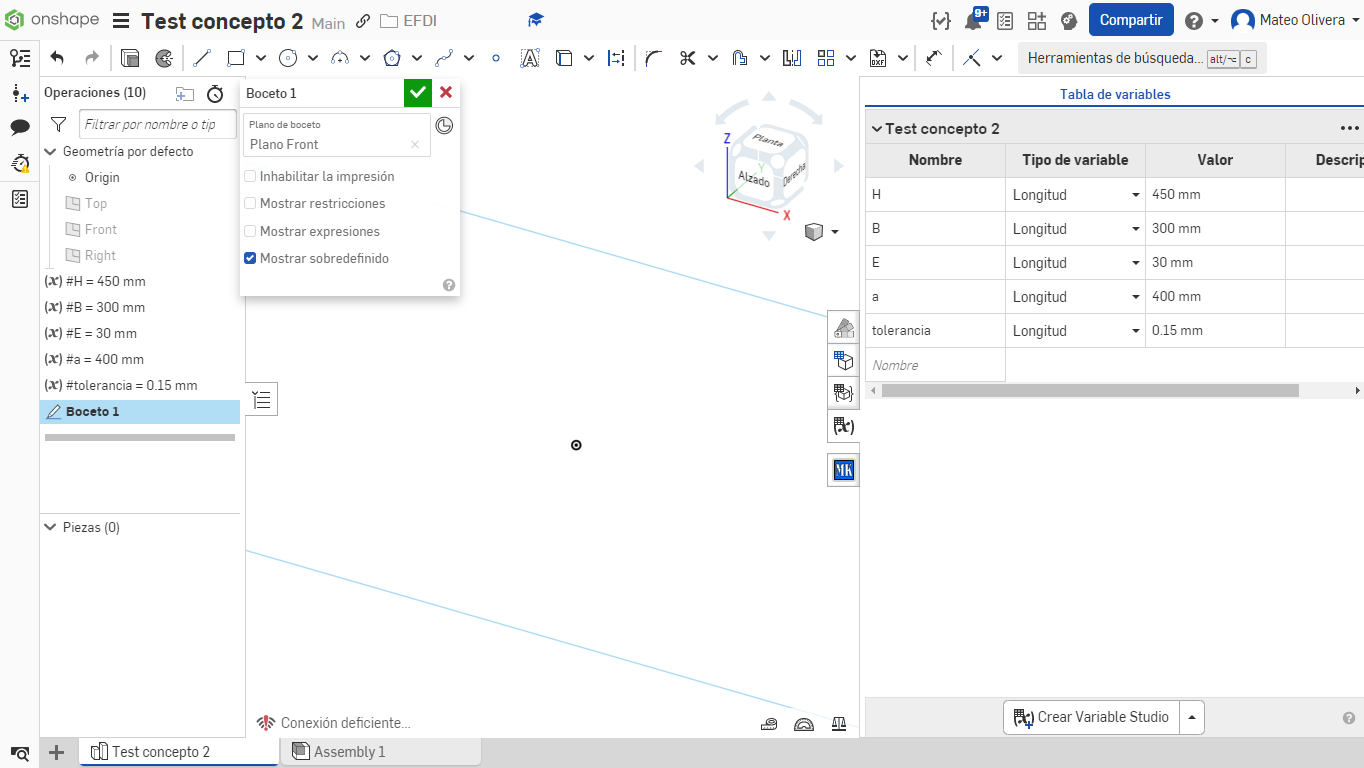 onshape
Test concepto 2 Main EFDI
9+
Compartir
Mateo Olivera
DXF
Herramientas de búsqueda... alt/⌥ c
Operaciones (10)
Filtrar por nombre o tip
Geometría por defecto
Origin
Top
Front
Right
(x) #H = 450 mm
(x) #B = 300 mm
(x) #E = 30 mm
(x) #a = 400 mm
(x) #tolerancia = 0.15 mm
Boceto 1
Piezas (0)
Boceto 1
Plano de boceto
Plano Front
Inhabilitar la impresión
Mostrar restricciones
Mostrar expresiones
Mostrar sobredefinido
Z
Planta
Y
Alzado
Derecha
X
(x)
MK
Conexión deficiente...
Tabla de variables
Test concepto 2
Nombre Tipo de variable Valor Descrip
H Longitud 450 mm
B Longitud 300 mm
E Longitud 30 mm
a Longitud 400 mm
tolerancia Longitud 0.15 mm
Nombre
Crear Variable Studio
Test concepto 2
Assembly 1